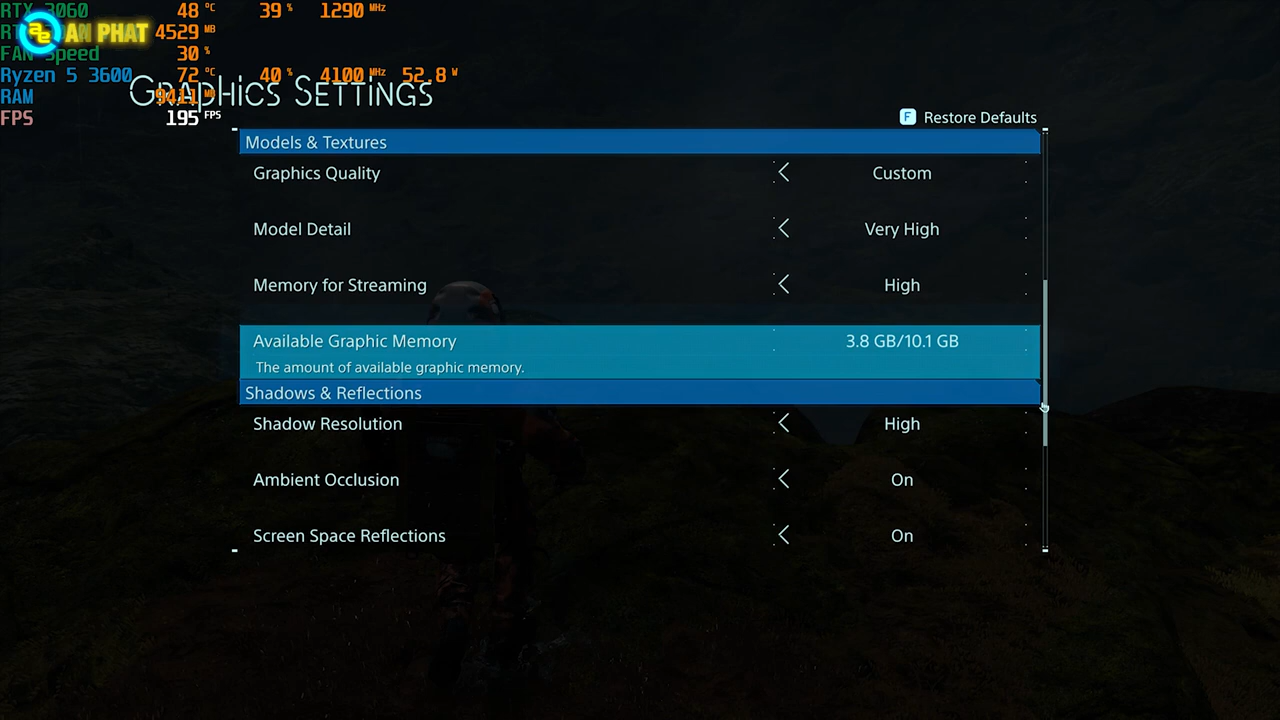 RTX 3060 48 °C 39 % 1290 MHz
AN PHAT 4529 MB
FAN Speed 30 %
Ryzen 5 3600 72 °C 40 % 4100 MHz 52.8 W
RAM 9411 MB
FPS 195 FPS
Graphics Settings
F Restore Defaults
Models & Textures
Graphics Quality Custom
Model Detail Very High
Memory for Streaming High
Available Graphic Memory 3.8 GB/10.1 GB
The amount of available graphic memory.
Shadows & Reflections
Shadow Resolution High
Ambient Occlusion On
Screen Space Reflections On